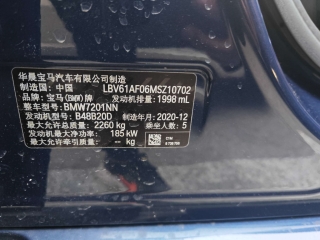 华晨宝马汽车有限公司制造
制造国：中国 LBV61AF06MSZ10702
品牌：宝马(BMW)牌 发动机排量：1998 mL
整车型号：BMW7201NN
发动机型号：B48B20D 制造年月：2020-12
最大允许总质量：2260 kg 乘坐人数：5
发动机最大净功率：185 kW
最大允许牵引质量：-- kg